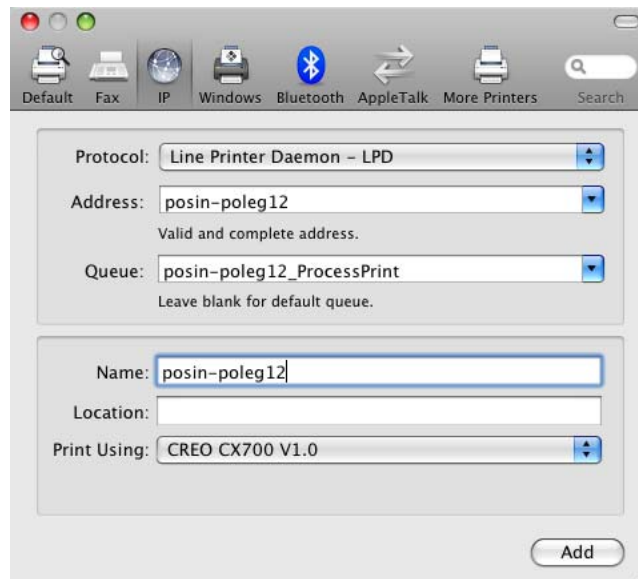 Default Fax IP Windows Bluetooth AppleTalk More Printers Search
Protocol: Line Printer Daemon – LPD
Address: posin-poleg12
Valid and complete address.
Queue: posin-poleg12_ProcessPrint
Leave blank for default queue.
Name: posin-poleg12
Location:
Print Using: CREO CX700 V1.0
Add